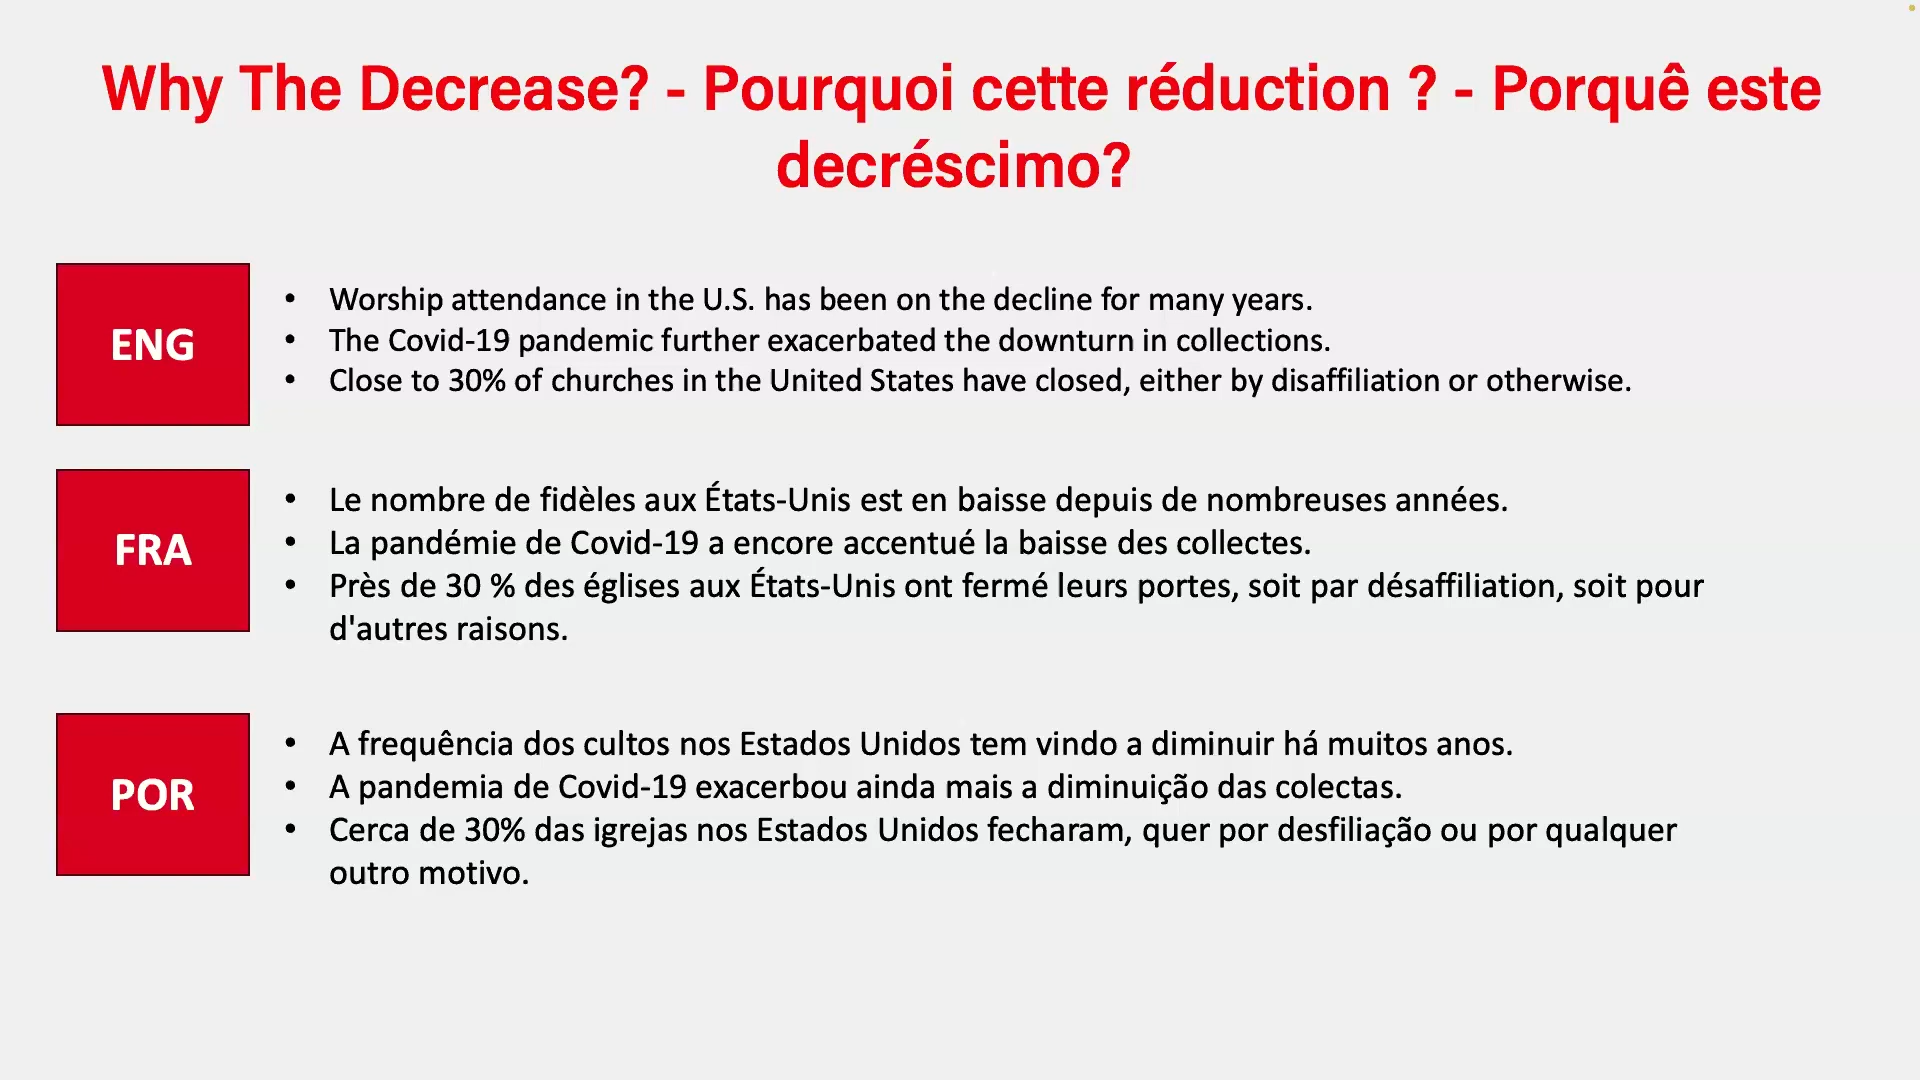 Why The Decrease? - Pourquoi cette réduction ? - Porquê este
decréscimo?
ENG
• Worship attendance in the U.S. has been on the decline for many years.
• The Covid-19 pandemic further exacerbated the downturn in collections.
• Close to 30% of churches in the United States have closed, either by disaffiliation or otherwise.
FRA
• Le nombre de fidèles aux États-Unis est en baisse depuis de nombreuses années.
• La pandémie de Covid-19 a encore accentué la baisse des collectes.
• Près de 30 % des églises aux États-Unis ont fermé leurs portes, soit par désaffiliation, soit pour
d'autres raisons.
POR
• A frequência dos cultos nos Estados Unidos tem vindo a diminuir há muitos anos.
• A pandemia de Covid-19 exacerbou ainda mais a diminuição das colectas.
• Cerca de 30% das igrejas nos Estados Unidos fecharam, quer por desfiliação ou por qualquer
outro motivo.